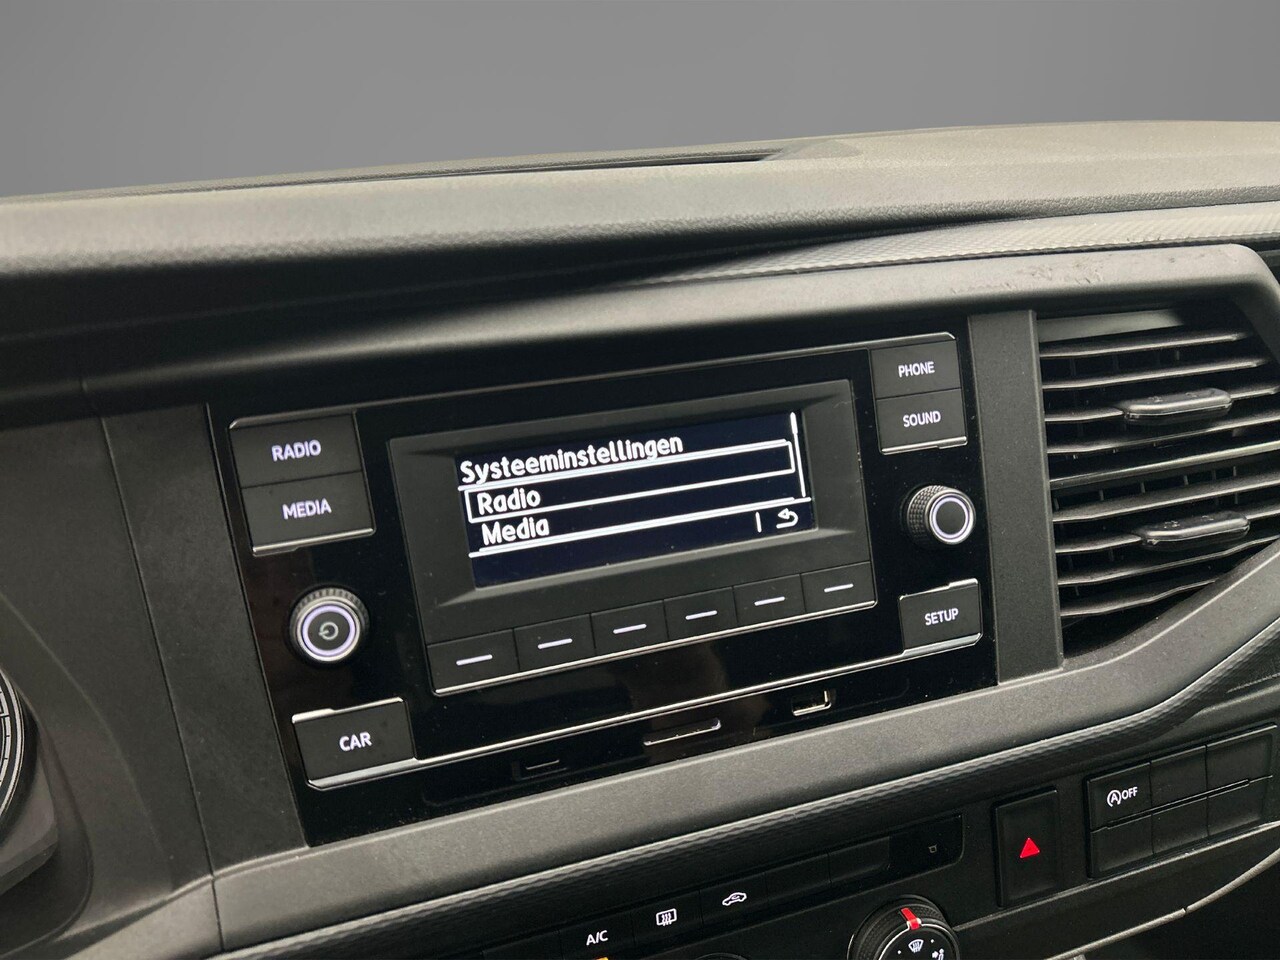 PHONE
RADIO
SOUND
Systeeminstellingen
Radio
MEDIA
Media
SETUP
CAR
A OFF
A/C